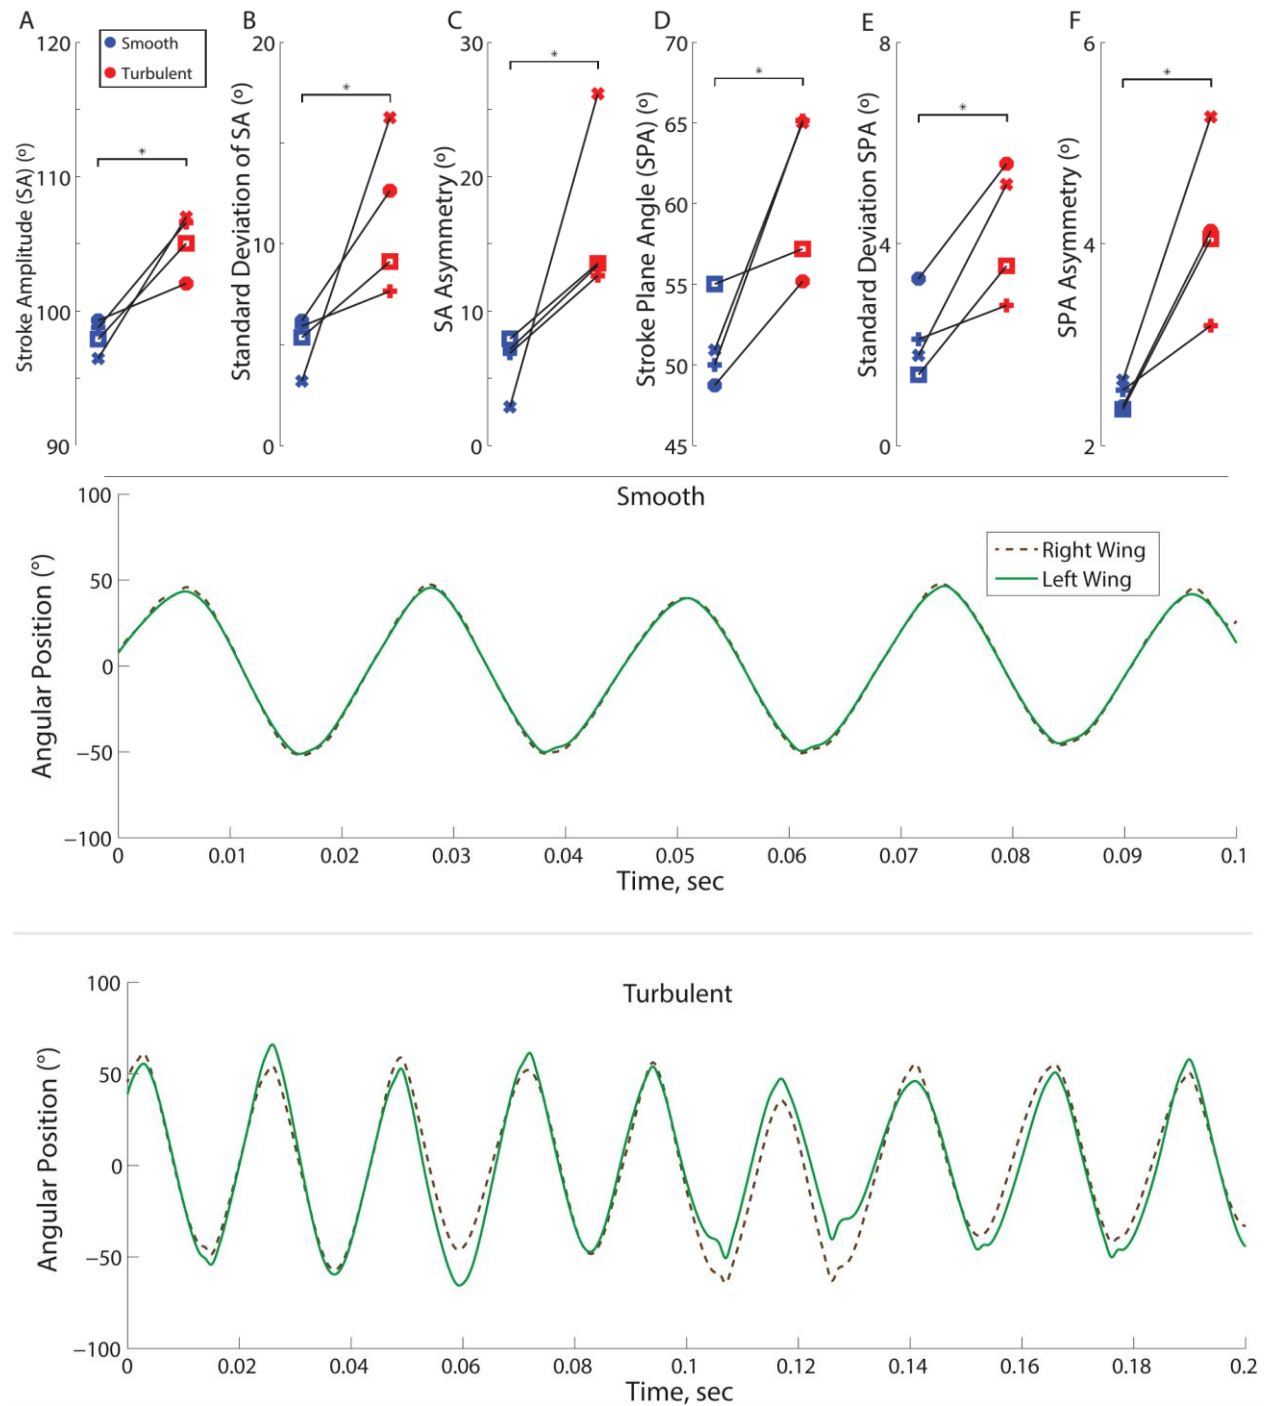 A B C D E F
Smooth
Turbulent
Stroke Amplitude (SA) (º)
120
110
100
90
*
Standard Deviation of SA (º)
20
10
0
*
SA Asymmetry (º)
30
20
10
0
*
Stroke Plane Angle (SPA) (º)
70
65
60
55
50
45
*
Standard Deviation SPA (º)
8
4
0
*
SPA Asymmetry (º)
6
4
2
*
Smooth
Right Wing
Left Wing
Angular Position (°)
100
50
0
−50
−100
0 0.01 0.02 0.03 0.04 0.05 0.06 0.07 0.08 0.09 0.1
Time, sec
Turbulent
Angular Position (°)
100
50
0
−50
−100
0 0.02 0.04 0.06 0.08 0.1 0.12 0.14 0.16 0.18 0.2
Time, sec